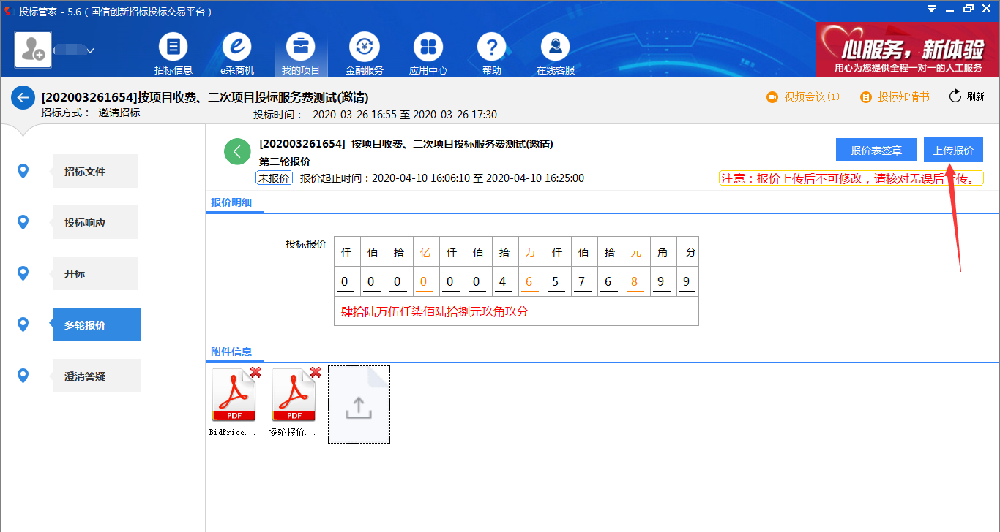 投标管家 - 5.6 ( 国信创新招标投标交易平台 )
招标信息 e采商机 我的项目 金融服务 应用中心 帮助 在线客服
心服务，新体验
用心为您提供全程一对一的人工服务
[202003261654]按项目收费、二次项目投标服务费测试(邀请)
招标方式： 邀请招标 投标时间： 2020-03-26 16:55 至 2020-03-26 17:30
视频会议(1) 投标知情书 刷新
招标文件
投标响应
开标
多轮报价
澄清答疑
[202003261654] 按项目收费、二次项目投标服务费测试(邀请)
第二轮报价
未报价 报价起止时间：2020-04-10 16:06:10 至 2020-04-10 16:25:00
报价表签章 上传报价
注意：报价上传后不可修改，请核对无误后上传。
报价明细
投标报价
仟 佰 拾 亿 仟 佰 拾 万 仟 佰 拾 元 角 分
0 0 0 0 0 0 4 6 5 7 6 8 9 9
肆拾陆万伍仟柒佰陆拾捌元玖角玖分
附件信息
PDF PDF
BidPrice... 多轮报价...